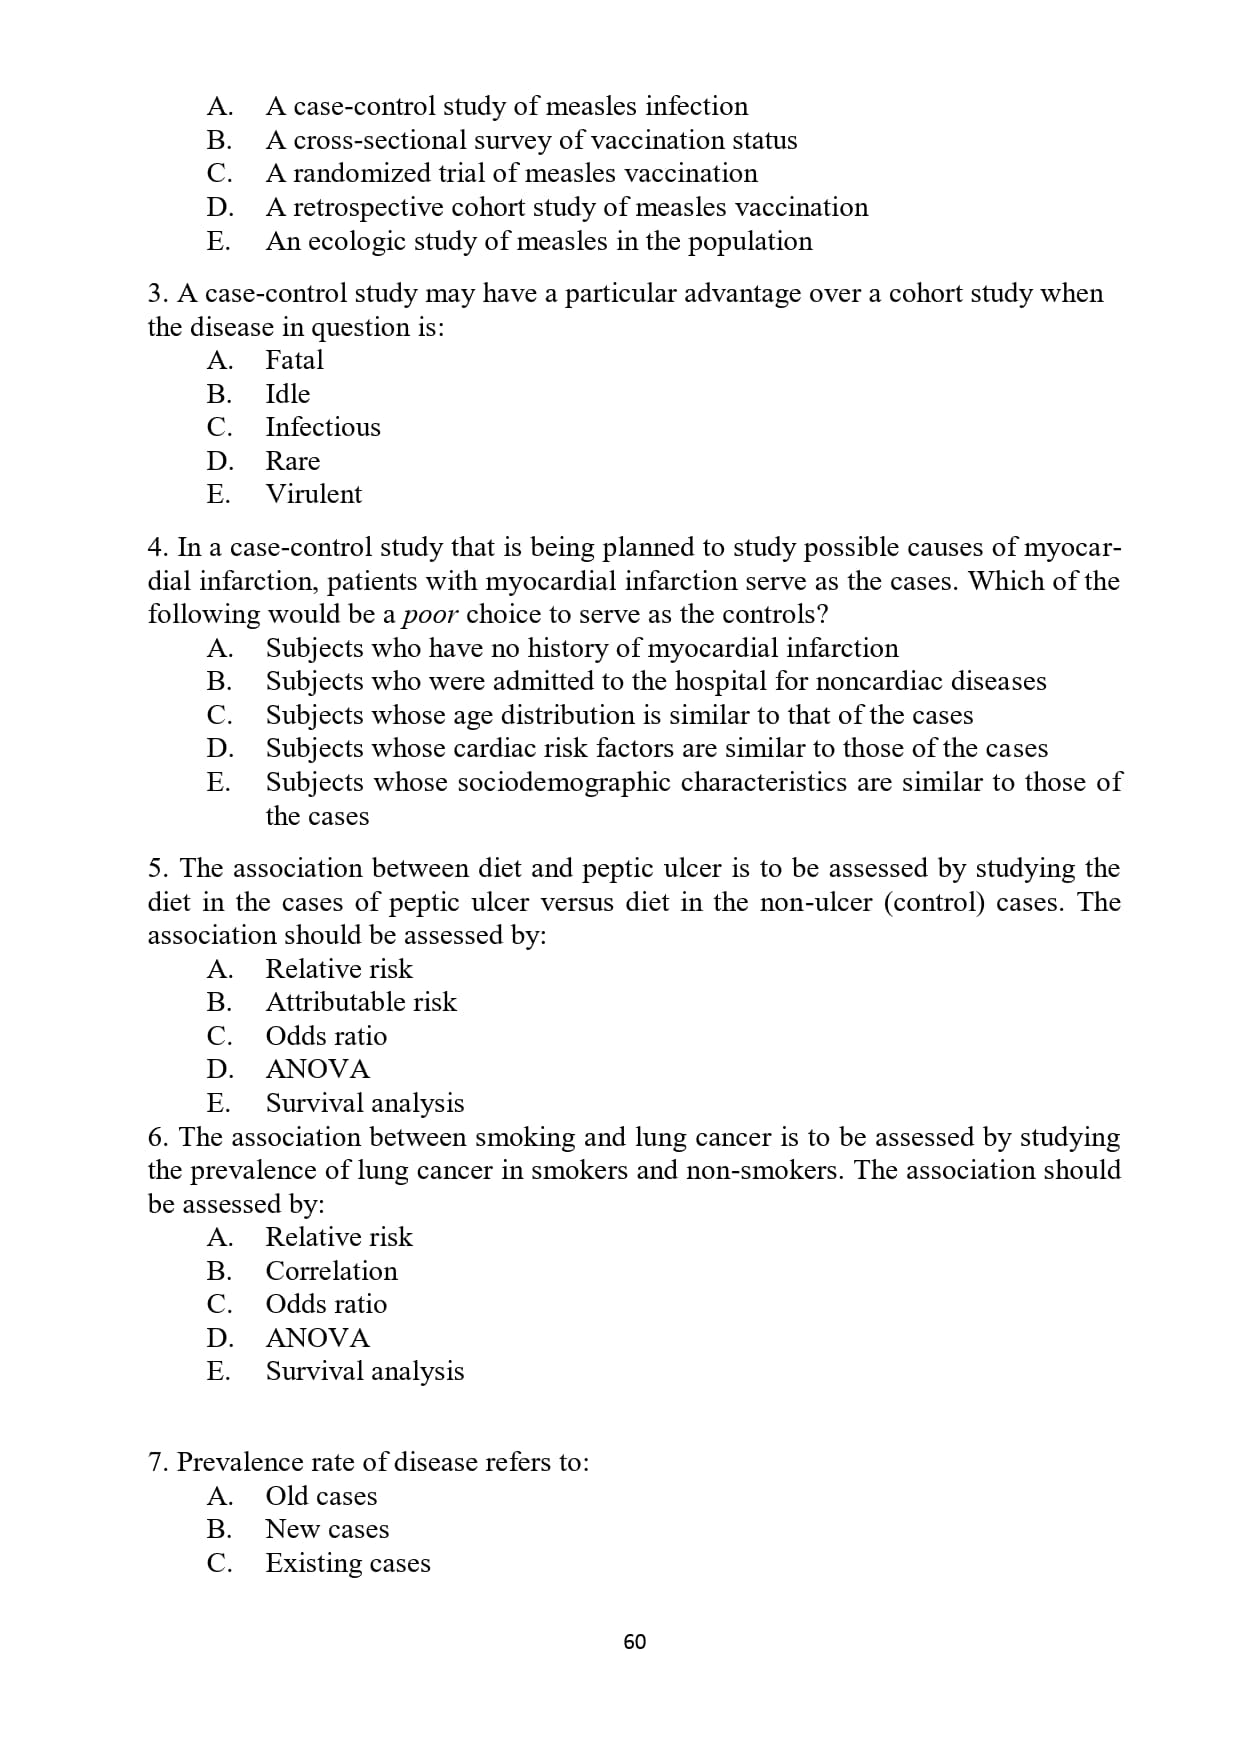 A. A case-control study of measles infection
B. A cross-sectional survey of vaccination status
C. A randomized trial of measles vaccination
D. A retrospective cohort study of measles vaccination
E. An ecologic study of measles in the population
3. A case-control study may have a particular advantage over a cohort study when
the disease in question is:
A. Fatal
B. Idle
C. Infectious
D. Rare
E. Virulent
4. In a case-control study that is being planned to study possible causes of myocar-
dial infarction, patients with myocardial infarction serve as the cases. Which of the
following would be a poor choice to serve as the controls?
A. Subjects who have no history of myocardial infarction
B. Subjects who were admitted to the hospital for noncardiac diseases
C. Subjects whose age distribution is similar to that of the cases
D. Subjects whose cardiac risk factors are similar to those of the cases
E. Subjects whose sociodemographic characteristics are similar to those of
the cases
5. The association between diet and peptic ulcer is to be assessed by studying the
diet in the cases of peptic ulcer versus diet in the non-ulcer (control) cases. The
association should be assessed by:
A. Relative risk
B. Attributable risk
C. Odds ratio
D. ANOVA
E. Survival analysis
6. The association between smoking and lung cancer is to be assessed by studying
the prevalence of lung cancer in smokers and non-smokers. The association should
be assessed by:
A. Relative risk
B. Correlation
C. Odds ratio
D. ANOVA
E. Survival analysis
7. Prevalence rate of disease refers to:
A. Old cases
B. New cases
C. Existing cases
60